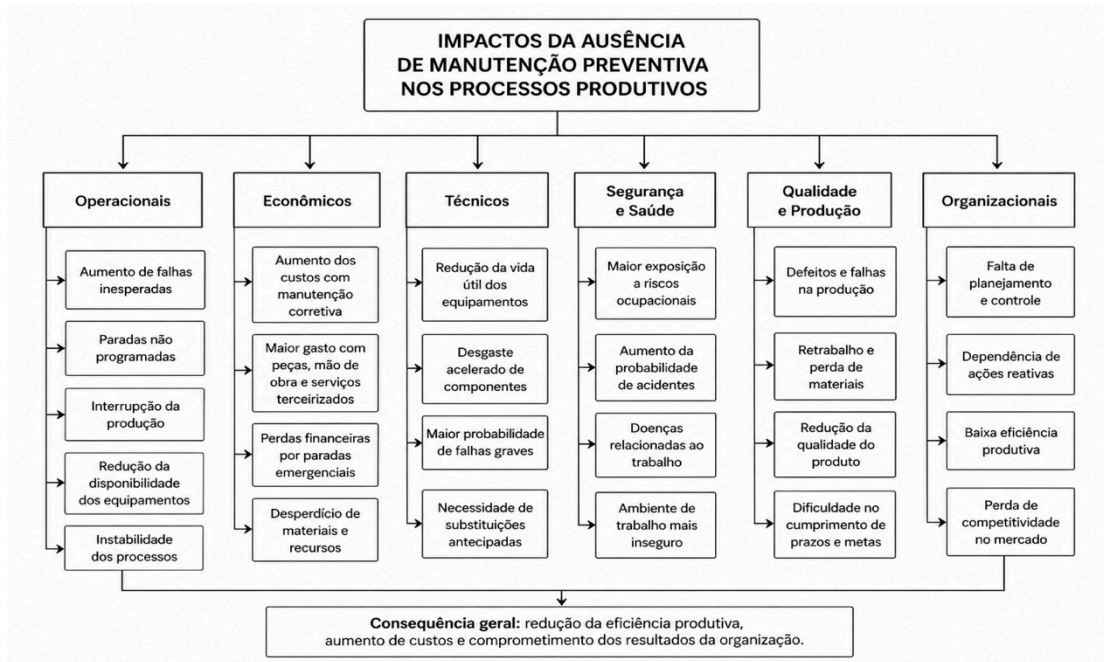 IMPACTOS DA AUSÊNCIA
DE MANUTENÇÃO PREVENTIVA
NOS PROCESSOS PRODUTIVOS
Operacionais
Aumento de falhas
inesperadas
Paradas não
programadas
Interrupção da
produção
Redução da
disponibilidade
dos equipamentos
Instabilidade
dos processos
Econômicos
Aumento dos
custos com
manutenção
corretiva
Maior gasto com
peças, mão de
obra e serviços
terceirizados
Perdas financeiras
por paradas
emergenciais
Desperdício de
materiais e
recursos
Técnicos
Redução da vida
útil dos
equipamentos
Desgaste
acelerado de
componentes
Maior probabilidade
de falhas graves
Necessidade de
substituições
antecipadas
Segurança
e Saúde
Maior exposição
a riscos
ocupacionais
Aumento da
probabilidade
de acidentes
Doenças
relacionadas ao
trabalho
Ambiente de
trabalho mais
inseguro
Qualidade
e Produção
Defeitos e falhas
na produção
Retrabalho e
perda de
materiais
Redução da
qualidade do
produto
Dificuldade no
cumprimento de
prazos e metas
Organizacionais
Falta de
planejamento
e controle
Dependência de
ações reativas
Baixa eficiência
produtiva
Perda de
competitividade
no mercado
Consequência geral: redução da eficiência produtiva,
aumento de custos e comprometimento dos resultados da organização.